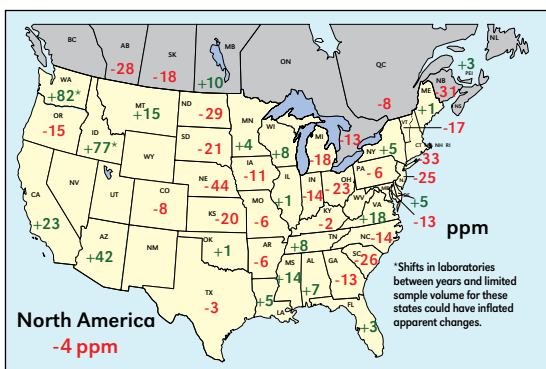 BC
AB
-28
SK
-18
MB
+10
ON
QC
-8
NL
+3
PEI
NB
-31
NS
WA
+82*
OR
-15
ID
+77*
MT
+15
ND
-29
SD
-21
WY
NE
-44
CA
+23
NV
UT
CO
-8
KS
-20
AZ
+42
NM
OK
+1
TX
-3
MN
+4
IA
-11
MO
-6
AR
-6
LA
+5
WI
+8
IL
+1
MI
-18
-13
IN
-14
OH
-23
KY
-2
TN
+8
MS
+14
AL
+7
GA
-13
FL
+3
SC
-26
NC
-14
VA
+18
WV
PA
-6
NY
+5
VT
ME
+1
-17
CT
NH RI
-33
NJ
-25
+5
-13
ppm
*Shifts in laboratories
between years and limited
sample volume for these
states could have inflated
apparent changes.
North America
-4 ppm